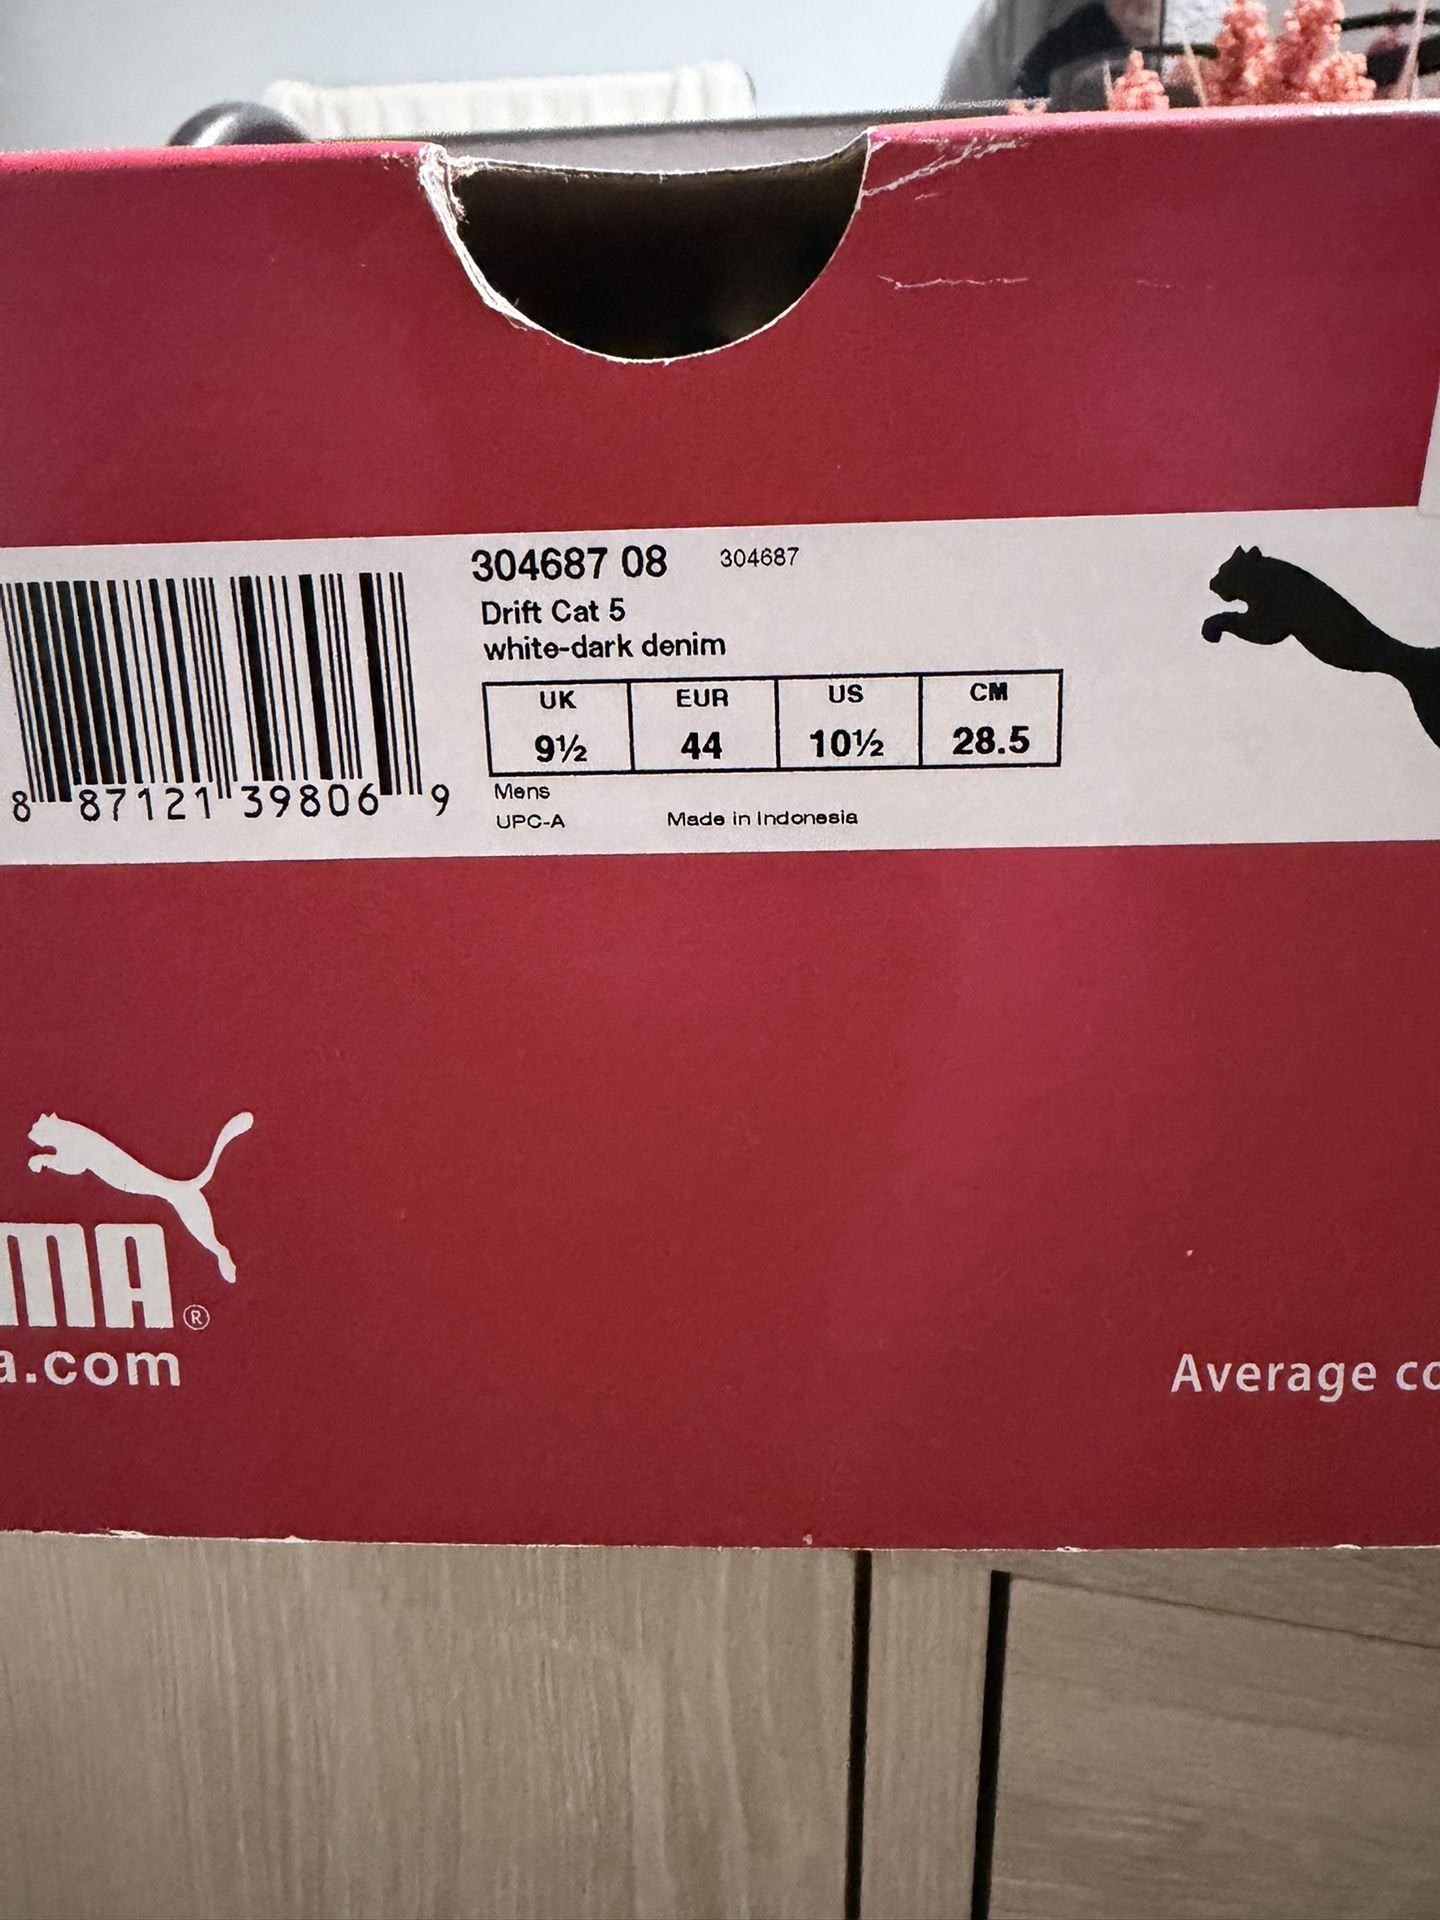 304687 08 304687
Drift Cat 5
white-dark denim
UK EUR US CM
9½ 44 10½ 28.5
8 87121 39806 9
Mens
UPC-A Made in Indonesia
MA®
a.com
Average co